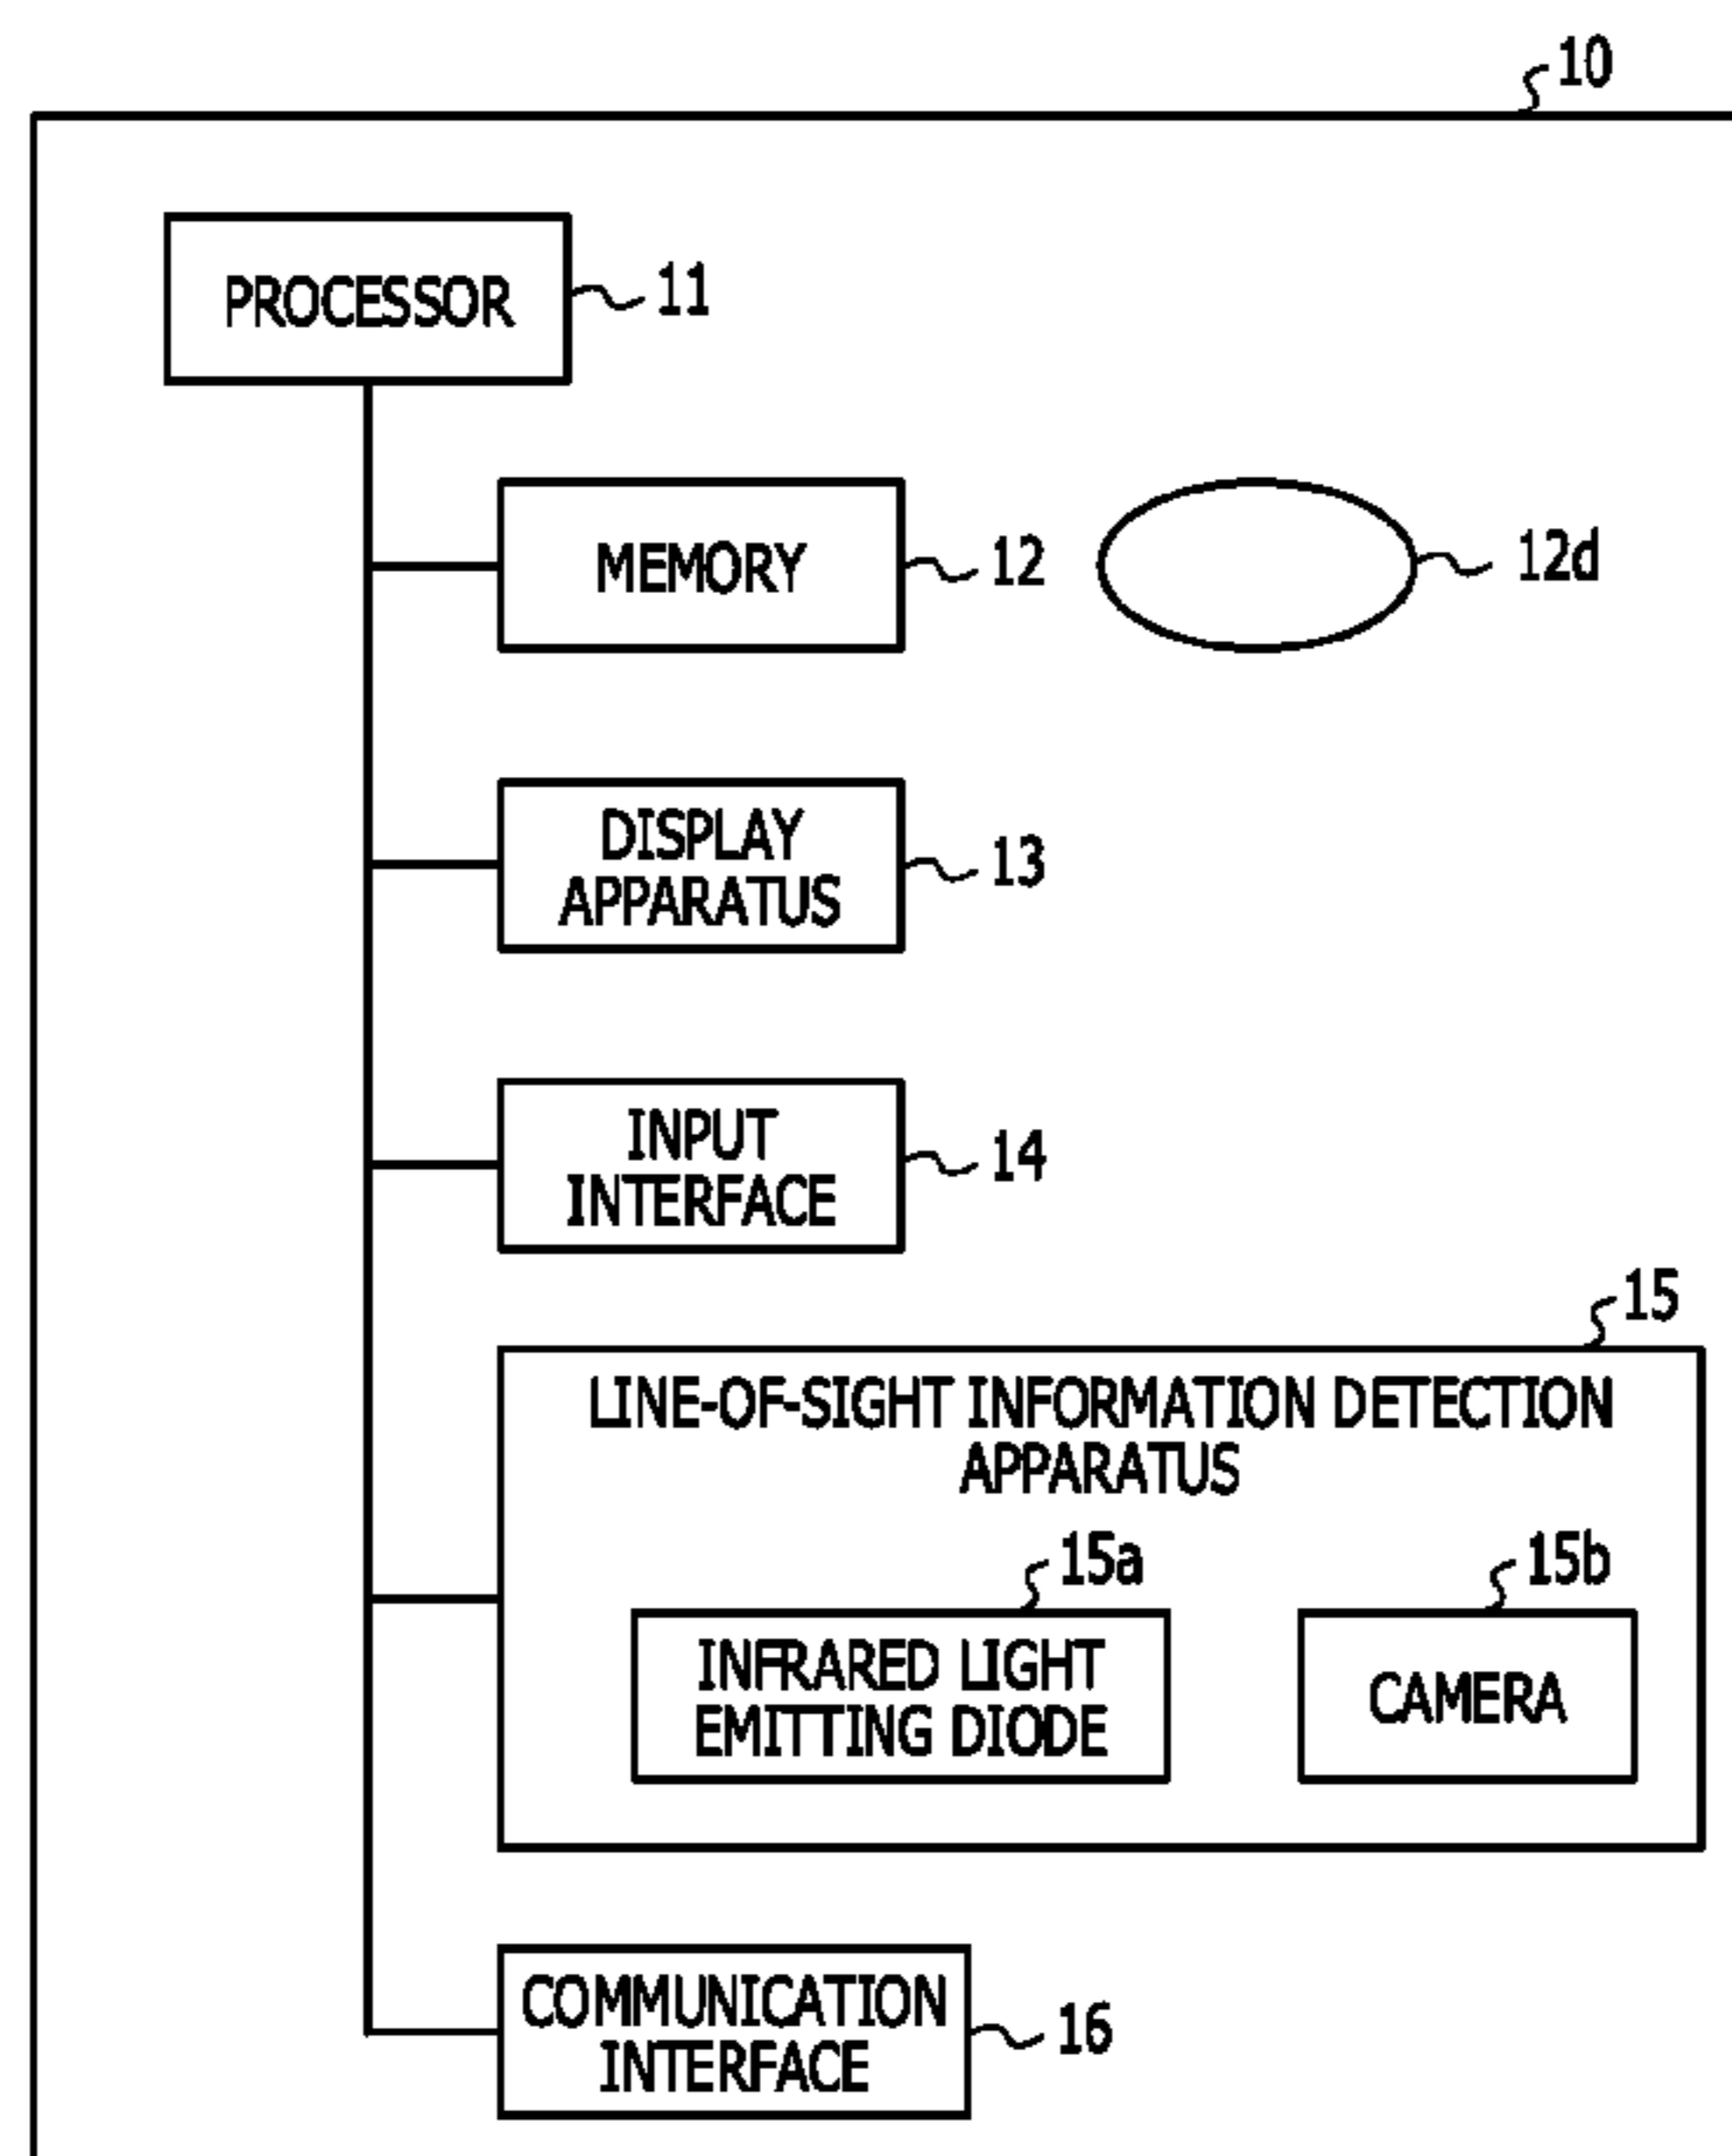 10
PROCESSOR
11
MEMORY
12
12d
DISPLAY
APPARATUS
13
INPUT
INTERFACE
14
15
LINE-OF-SIGHT INFORMATION DETECTION
APPARATUS
15a
15b
INFRARED LIGHT
EMITTING DIODE
CAMERA
COMMUNICATION
INTERFACE
16